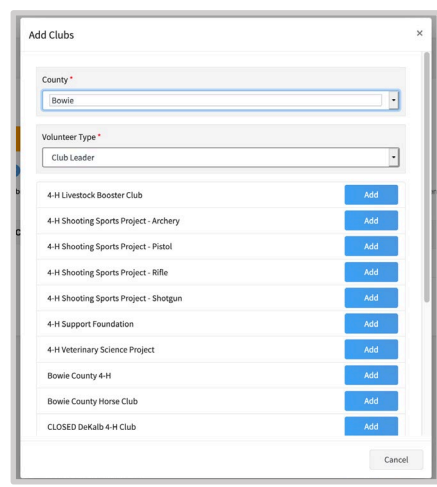 Add Clubs ×
County *
Bowie
Volunteer Type *
Club Leader
4-H Livestock Booster Club Add
4-H Shooting Sports Project - Archery Add
4-H Shooting Sports Project - Pistol Add
4-H Shooting Sports Project - Rifle Add
4-H Shooting Sports Project - Shotgun Add
4-H Support Foundation Add
4-H Veterinary Science Project Add
Bowie County 4-H Add
Bowie County Horse Club Add
CLOSED DeKalb 4-H Club Add
Cancel